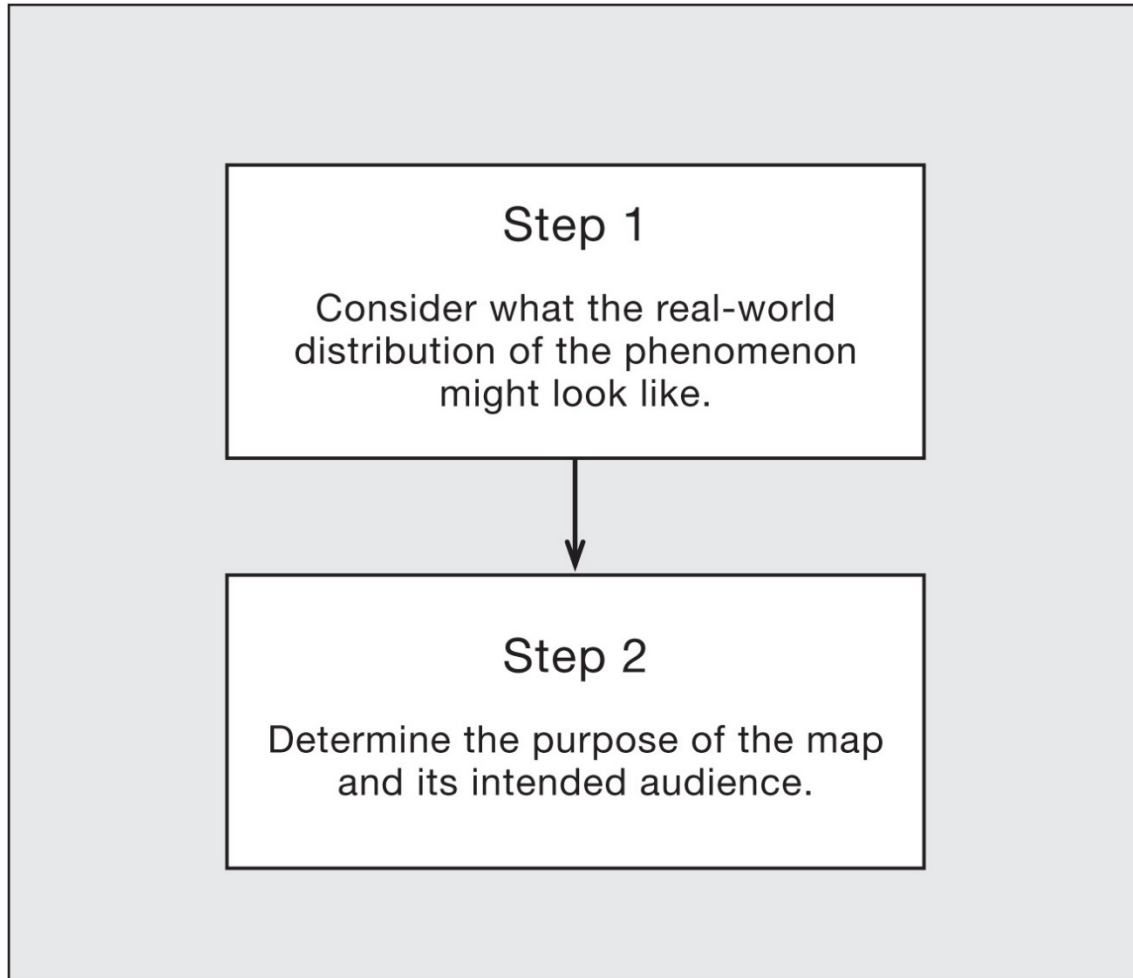 Step 1
Consider what the real-world
distribution of the phenomenon
might look like.
Step 2
Determine the purpose of the map
and its intended audience.